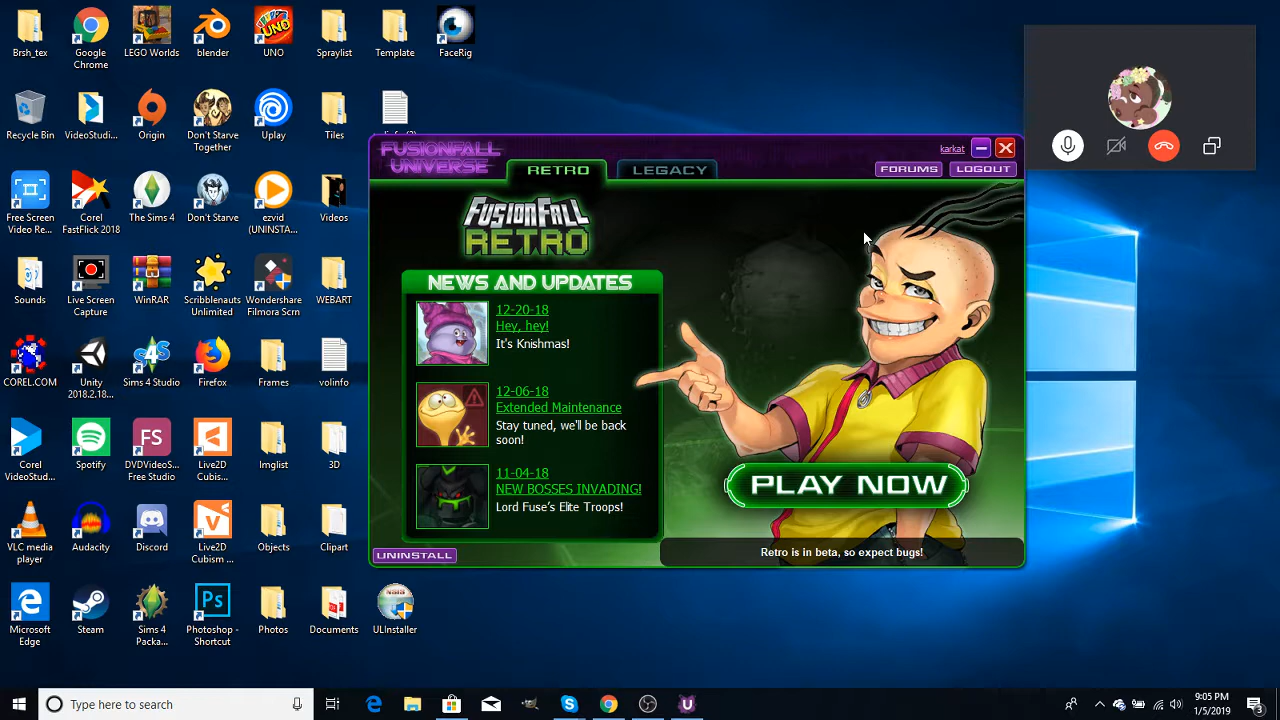 Brsh_tex
Google
Chrome
LEGO Worlds
blender
UNO
Spraylist
Template
FaceRig
Recycle Bin
VideoStudi...
Origin
Don't Starve
Together
Uplay
Tiles
Free Screen
Video Re...
Corel
FastFlick 2018
The Sims 4
Don't Starve
ezvid
(UNINSTA...
Videos
Sounds
Live Screen
Capture
WinRAR
Scribblenauts
Unlimited
Wondershare
Filmora Scrn
WEBART
COREL.COM
Unity
2018.2.18...
Sims 4 Studio
Firefox
Frames
volinfo
Corel
VideoStud...
Spotify
DVDVideoS...
Free Studio
Live2D
Cubis...
Imglist
3D
VLC media
player
Audacity
Discord
Live2D
Cubism ...
Objects
Clipart
Microsoft
Edge
Steam
Sims 4
Packa...
Photoshop -
Shortcut
Photos
Documents
ULInstaller
FUSIONFALL
UNIVERSE
RETRO
LEGACY
karkat
FORUMS
LOGOUT
FUSIONFALL
RETRO
NEWS AND UPDATES
12-20-18
Hey, hey!
It's Knishmas!
12-06-18
Extended Maintenance
Stay tuned, we'll be back
soon!
11-04-18
NEW BOSSES INVADING!
Lord Fuse's Elite Troops!
PLAY NOW
UNINSTALL
Retro is in beta, so expect bugs!
Type here to search
9:05 PM
1/5/2019